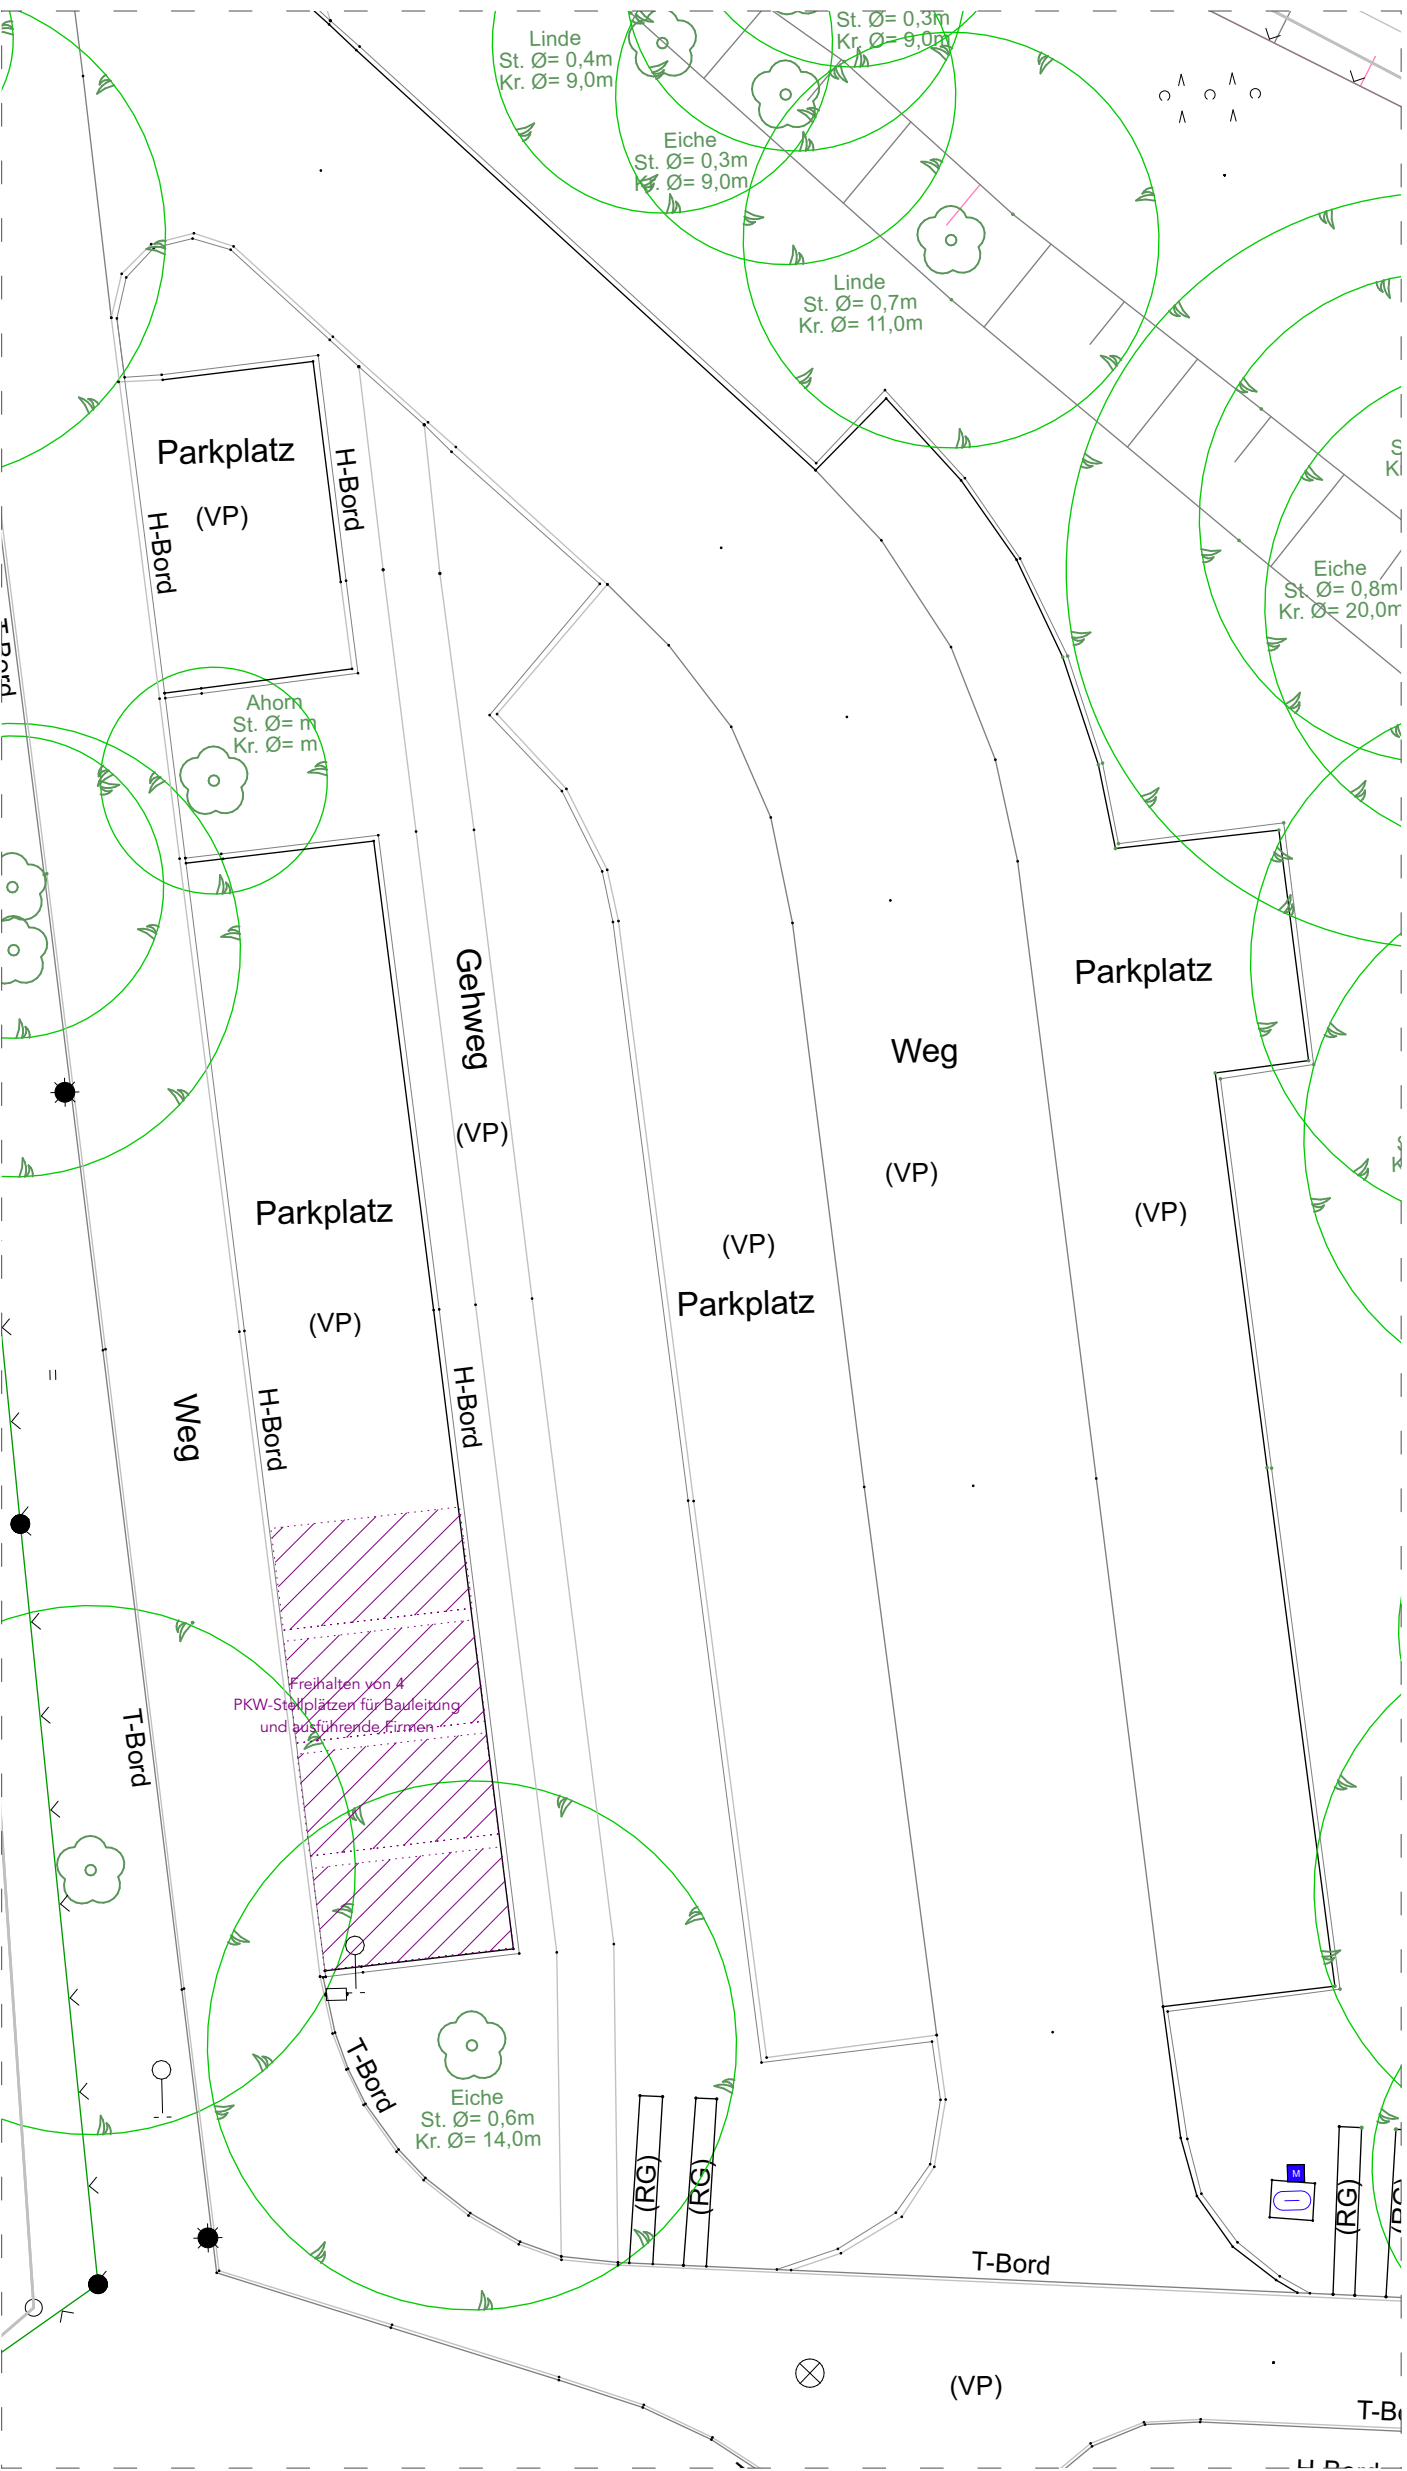 St. Ø= 0,3m
Kr. Ø= 9,0m
Linde
St. Ø= 0,4m
Kr. Ø= 9,0m
Eiche
St. Ø= 0,3m
Kr. Ø= 9,0m
Linde
St. Ø= 0,7m
Kr. Ø= 11,0m
Parkplatz
(VP)
H-Bord
H-Bord
Eiche
St. Ø= 0,8m
Kr. Ø= 20,0m
T-Bord
Ahorn
St. Ø= m
Kr. Ø= m
Gehweg
(VP)
Parkplatz
Weg
(VP)
(VP)
Parkplatz
(VP)
(VP)
Parkplatz
Weg
H-Bord
H-Bord
Freihalten von 4
PKW-Stellplätzen für Bauleitung
und ausführende Firmen
T-Bord
T-Bord
Eiche
St. Ø= 0,6m
Kr. Ø= 14,0m
(RG)
(RG)
M
(RG)
(RG)
T-Bord
(VP)
T-Bo